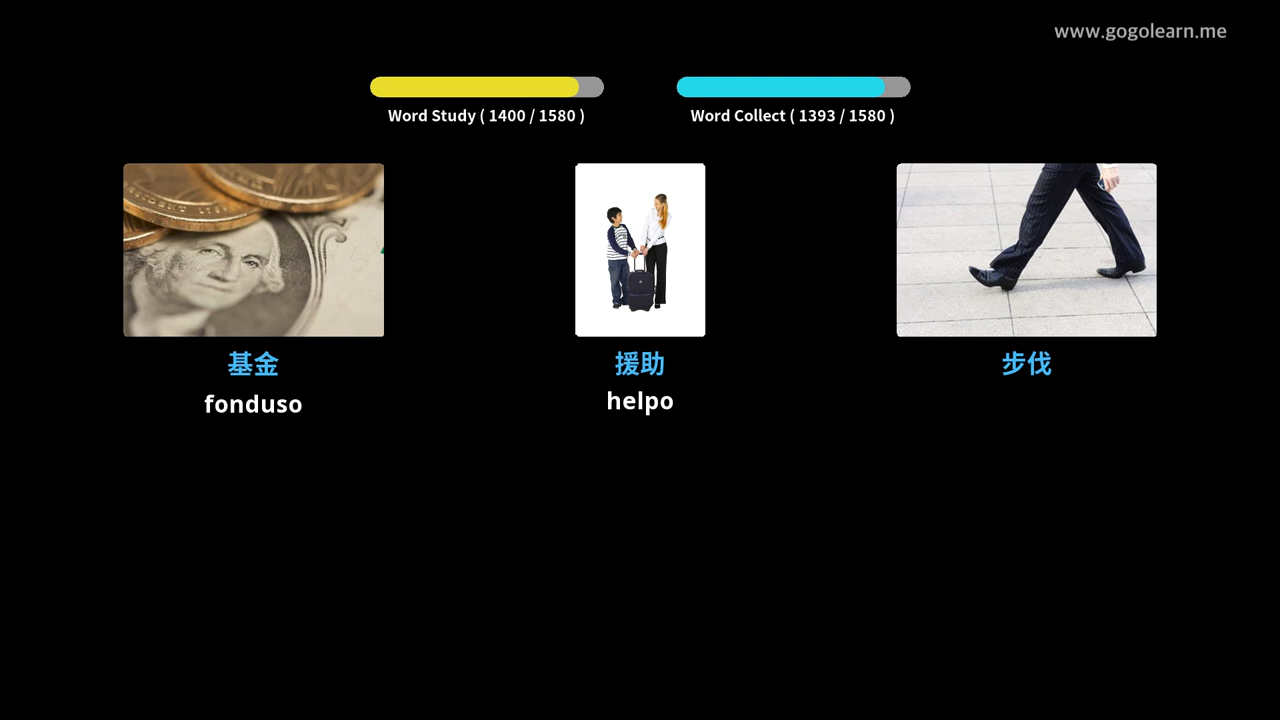 www.gogolearn.me
Word Study ( 1400 / 1580 )
Word Collect ( 1393 / 1580 )
基金
援助
步伐
fonduso
helpo